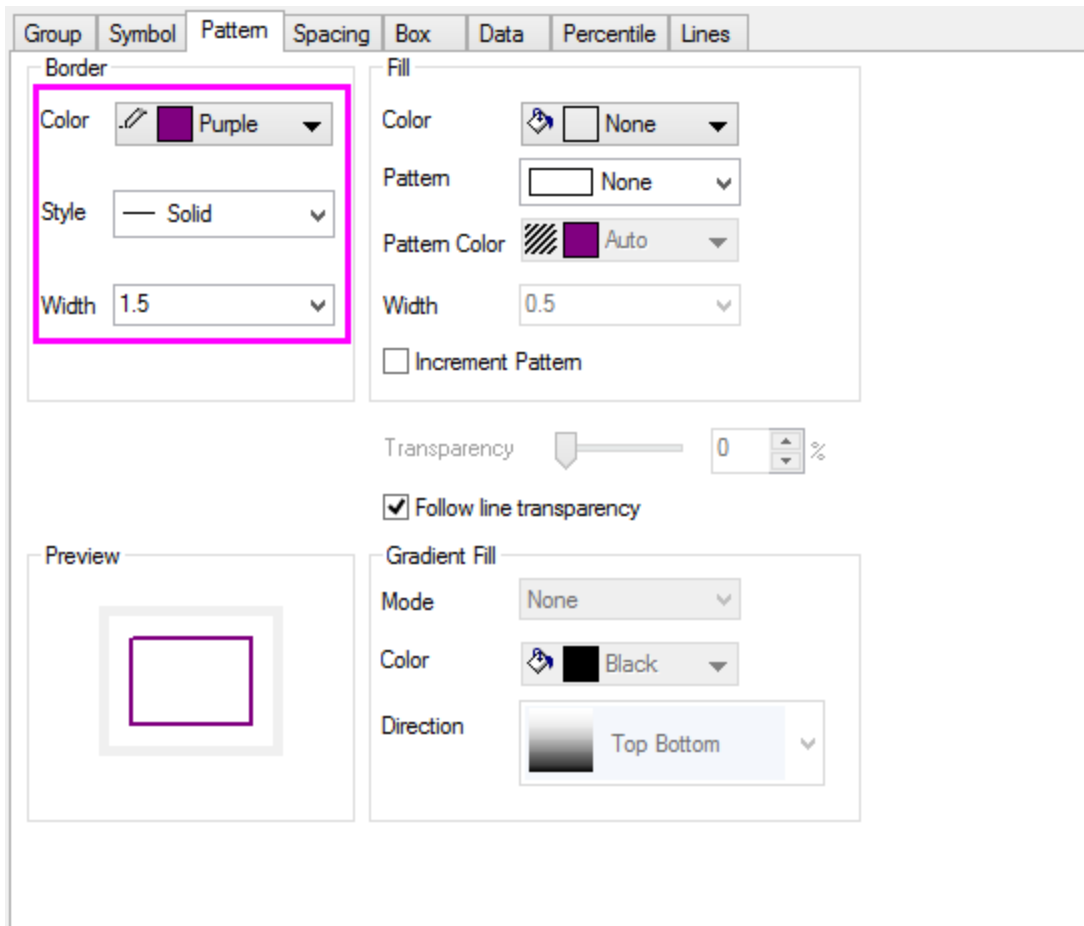 Group Symbol Pattern Spacing Box Data Percentile Lines
Border
Color Purple
Style Solid
Width 1.5
Fill
Color None
Pattern None
Pattern Color Auto
Width 0.5
Increment Pattern
Transparency 0 %
Follow line transparency
Preview
Gradient Fill
Mode None
Color Black
Direction Top Bottom